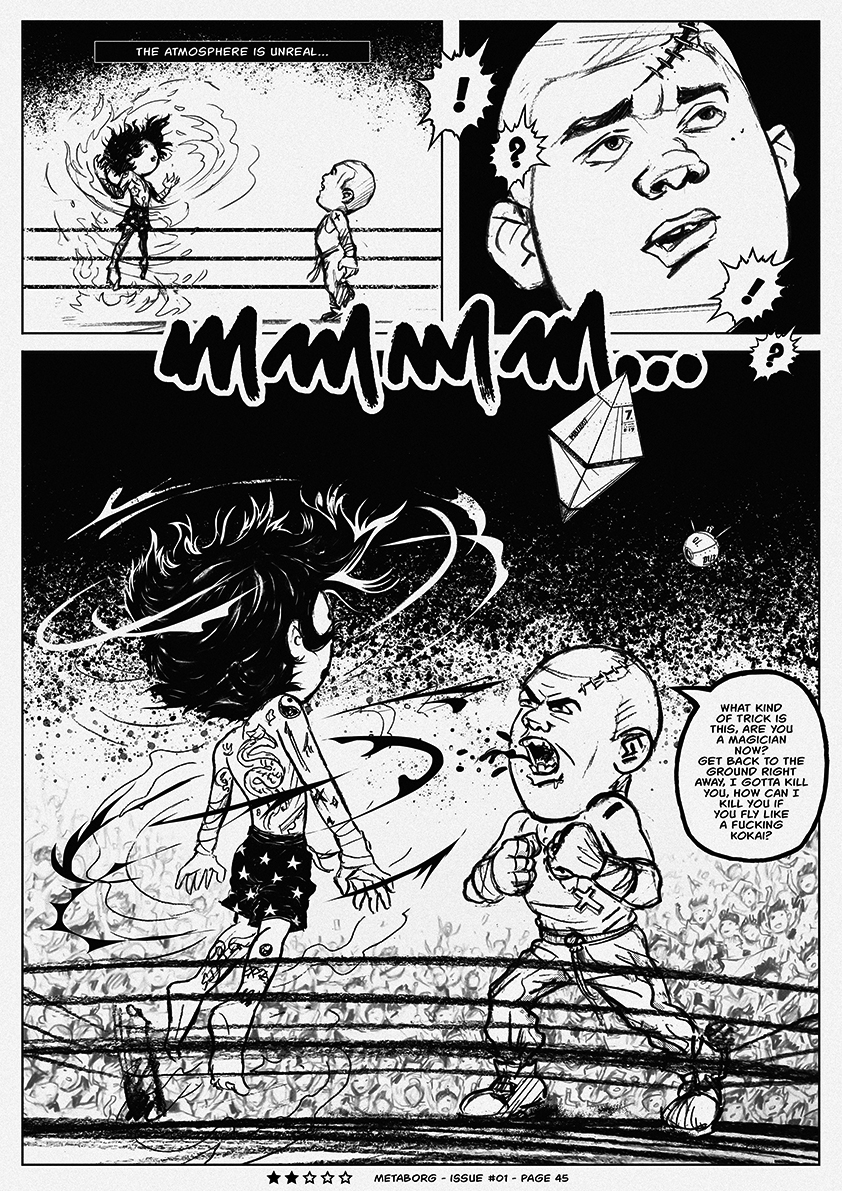 THE ATMOSPHERE IS UNREAL...
!
?
!
?
MMMMM...
7
WHAT KIND
OF TRICK IS
THIS, ARE YOU
A MAGICIAN
NOW?
GET BACK TO THE
GROUND RIGHT
AWAY, I GOTTA KILL
YOU, HOW CAN I
KILL YOU IF
YOU FLY LIKE
A FUCKING
KOKAI?
METABORG - ISSUE #01 - PAGE 45